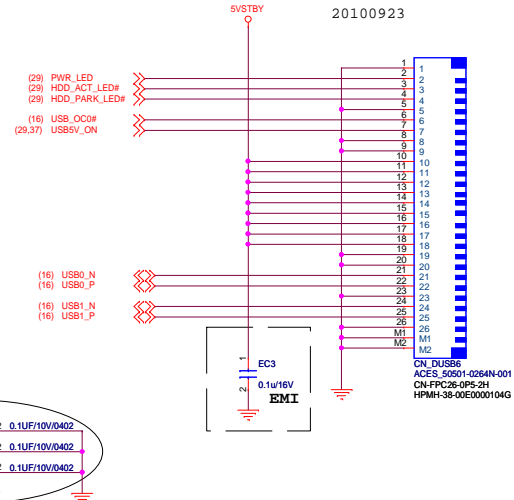 5VSTBY
20100923
(29) PWR_LED
(29) HDD_ACT_LED#
(29) HDD_PARK_LED#
(16) USB_OC0#
(29,37) USB5V_ON
(16) USB0_N
(16) USB0_P
(16) USB1_N
(16) USB1_P
1 1
2 2
3 3
4 4
5 5
6 6
7 7
8 8
9 9
10 10
11 11
12 12
13 13
14 14
15 15
16 16
17 17
18 18
19 19
20 20
21 21
22 22
23 23
24 24
25 25
26 26
M1 M1
M2 M2
CN_DUSB6
ACES_50501-0264N-001
CN-FPC26-0P5-2H
HPMH-38-00E0000104G
1
EC3
2
0.1u/16V
EMI
2 0.1UF/10V/0402
2 0.1UF/10V/0402
2 0.1UF/10V/0402